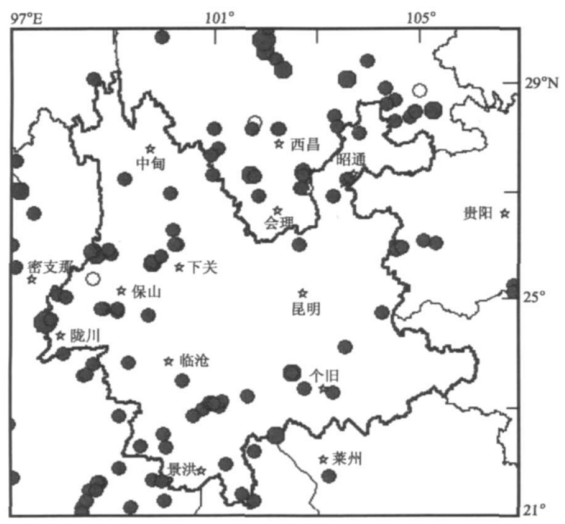 97°E
101°
105°
29°N
西昌
中甸
昭通
贵阳
会理
密支那
下关
保山
25°
昆明
陇川
临沧
个旧
莱州
景洪
21°